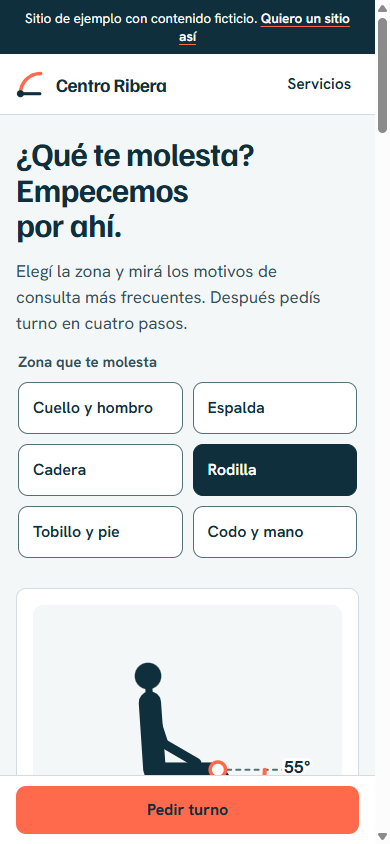 Sitio de ejemplo con contenido ficticio. Quiero un sitio
así
Centro Ribera
Servicios
¿Qué te molesta?
Empecemos
por ahí.
Elegí la zona y mirá los motivos de
consulta más frecuentes. Después pedís
turno en cuatro pasos.
Zona que te molesta
Cuello y hombro
Espalda
Cadera
Rodilla
Tobillo y pie
Codo y mano
55°
Pedir turno